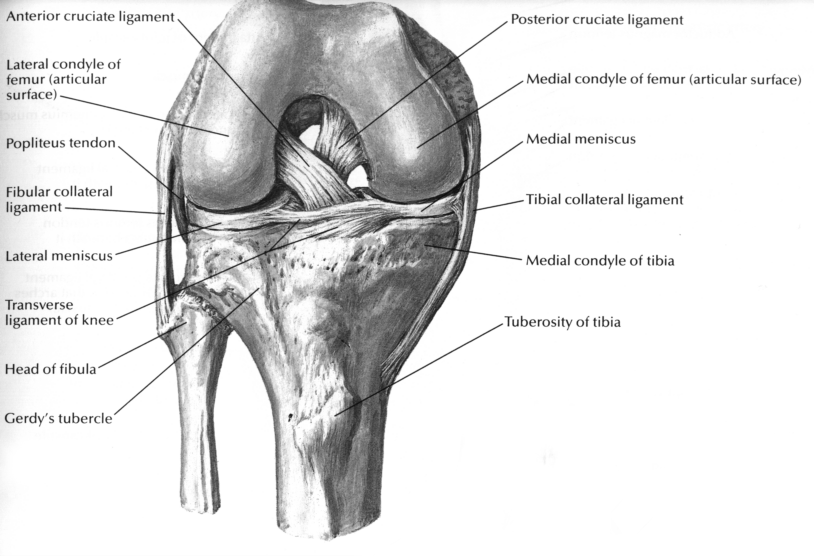 Anterior cruciate ligament
Lateral condyle of
femur (articular
surface)
Popliteus tendon
Fibular collateral
ligament
Lateral meniscus
Transverse
ligament of knee
Head of fibula
Gerdy's tubercle
Posterior cruciate ligament
Medial condyle of femur (articular surface)
Medial meniscus
Tibial collateral ligament
Medial condyle of tibia
Tuberosity of tibia